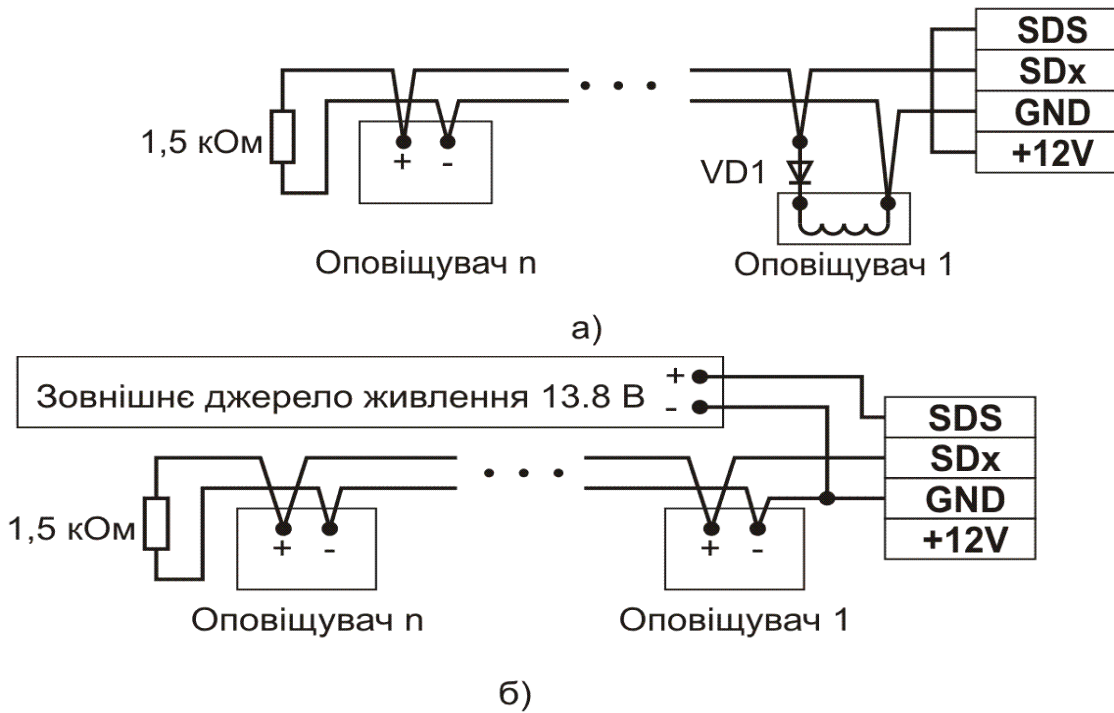 SDS
SDx
GND
+12V
1,5 кОм
+ -
VD1
Оповіщувач n
Оповіщувач 1
а)
Зовнішнє джерело живлення 13.8 В
+
-
SDS
SDx
GND
+12V
1,5 кОм
+ -
+ -
Оповіщувач n
Оповіщувач 1
б)